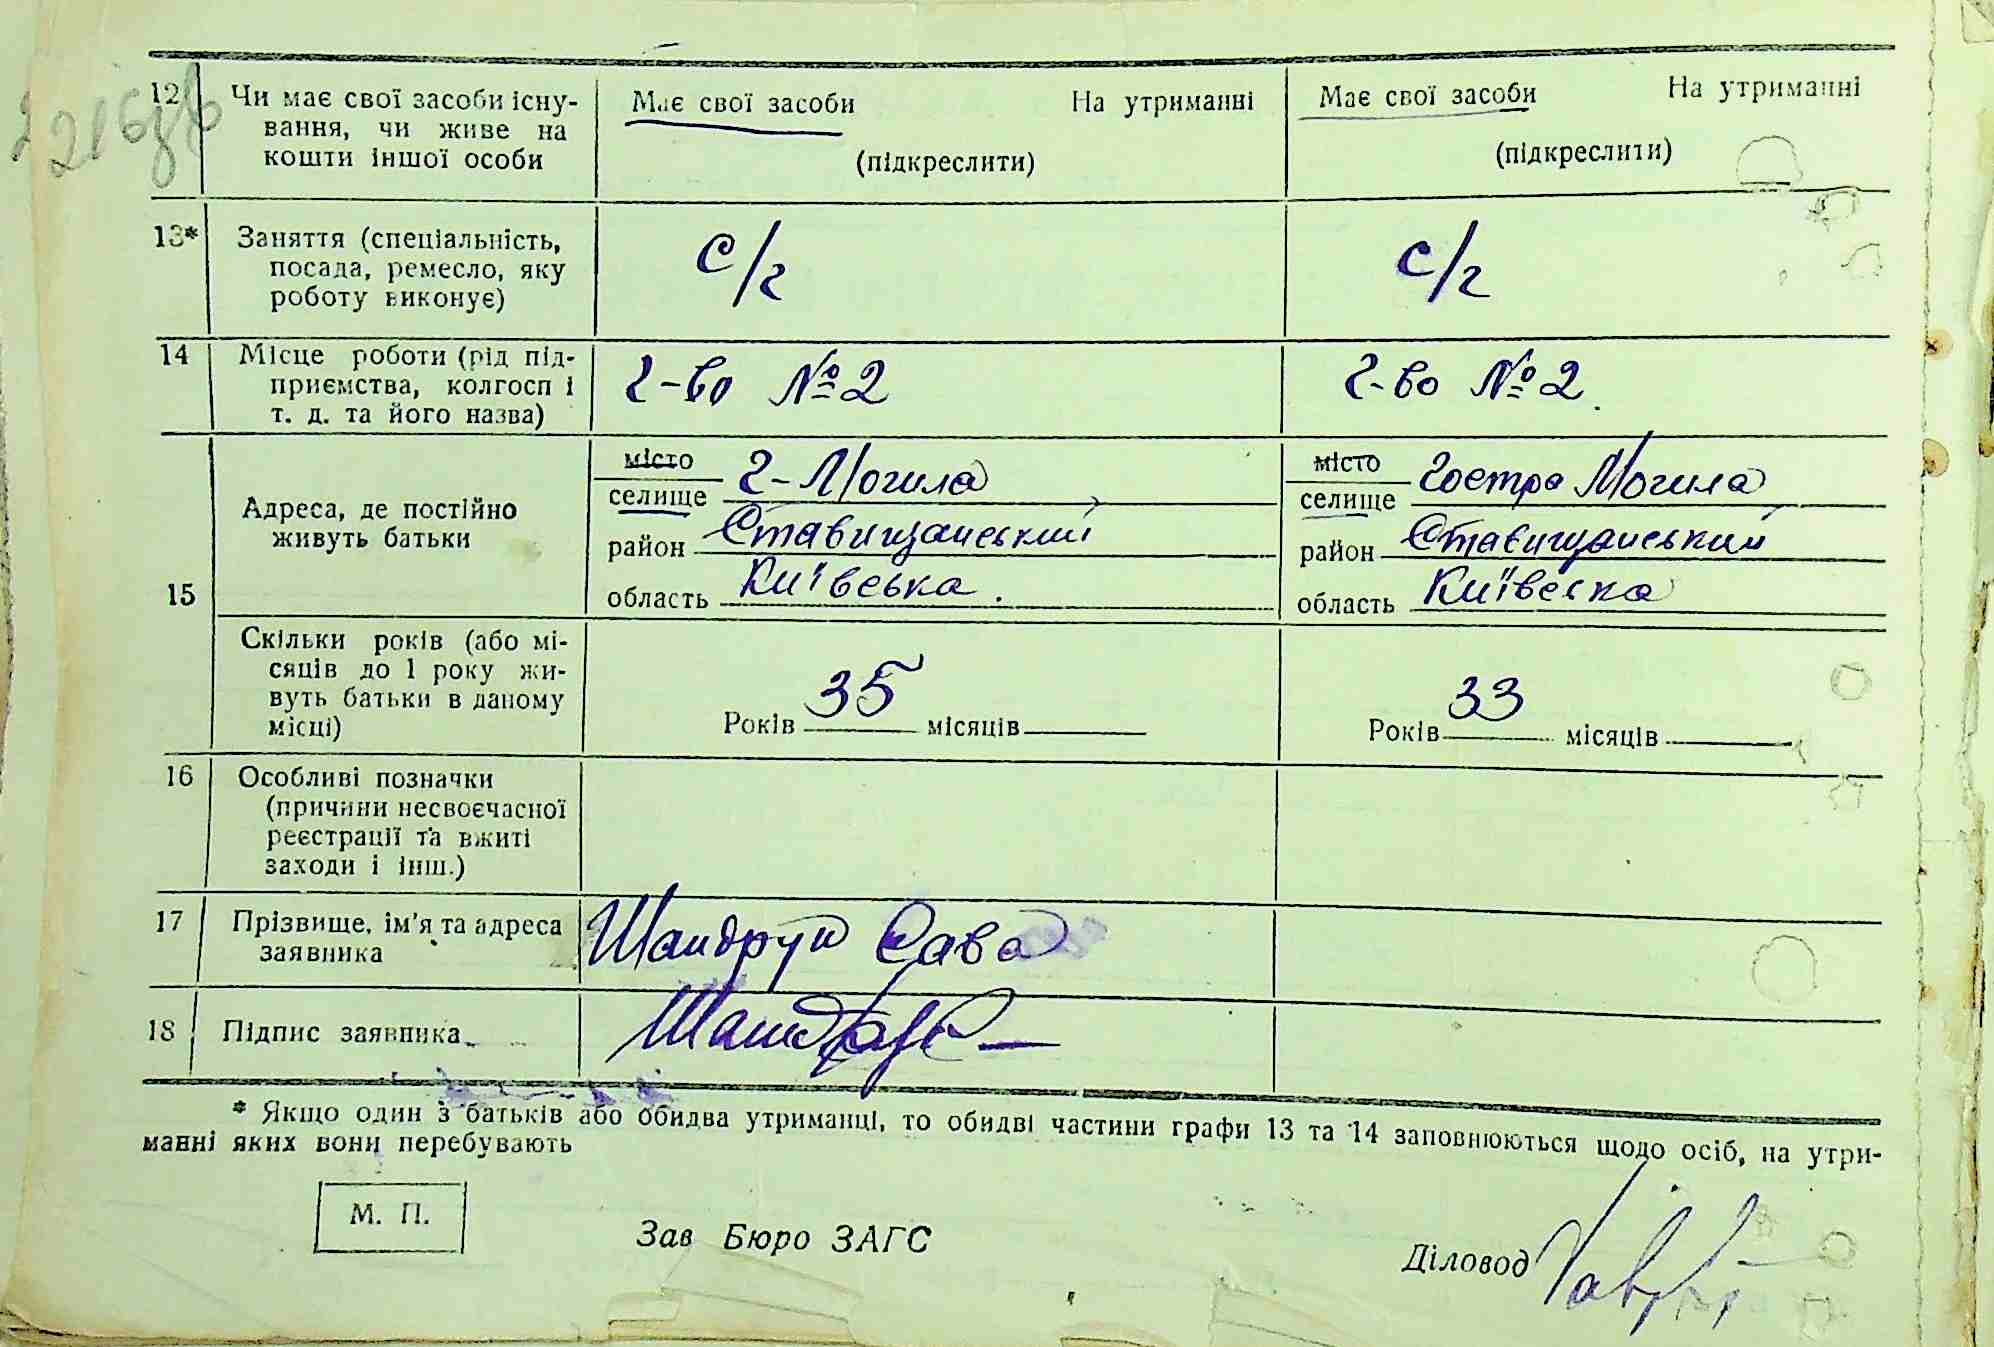 216зв
12 Чи має свої засоби існу- Має свої засоби На утриманні Має свої засоби На утриманні
вання, чи живе на
кошти іншої особи (підкреслити) (підкреслити)
13* Заняття (спеціальність, с/г с/г
посада, ремесло, яку
роботу виконує)
14 Місце роботи (рід під- г-во №2 г-во №2.
приємства, колгосп і
т. д. та його назва)
15 Адреса, де постійно
живуть батьки
місто Г-Могила місто Гостра Могила
селище селище
район Ставищанський район Ставищанський
область Київська. область Київська
Скільки років (або мі-
сяців до 1 року жи-
вуть батьки в даному
місці)
Років 35 місяців Років 33 місяців
16 Особливі позначки
(причини несвоєчасної
реєстрації та вжиті
заходи і інш.)
17 Прізвище, ім'я та адреса Шандрук Сава
заявника
18 Підпис заявника
* Якщо один з батьків або обидва утриманці, то обидві частини графи 13 та 14 заповнюються щодо осіб, на утри-
манні яких вони перебувають
М. П. Зав Бюро ЗАГС Діловод